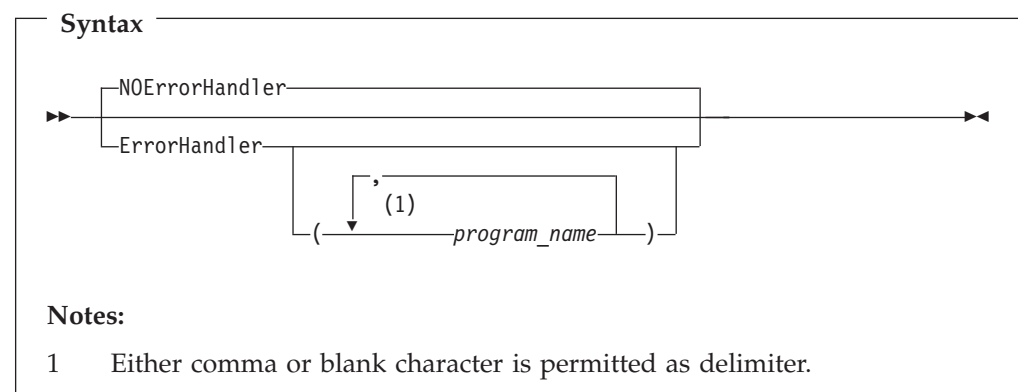 Syntax
NOErrorHandler
ErrorHandler
,
(1)
( program_name )
Notes:
1 Either comma or blank character is permitted as delimiter.